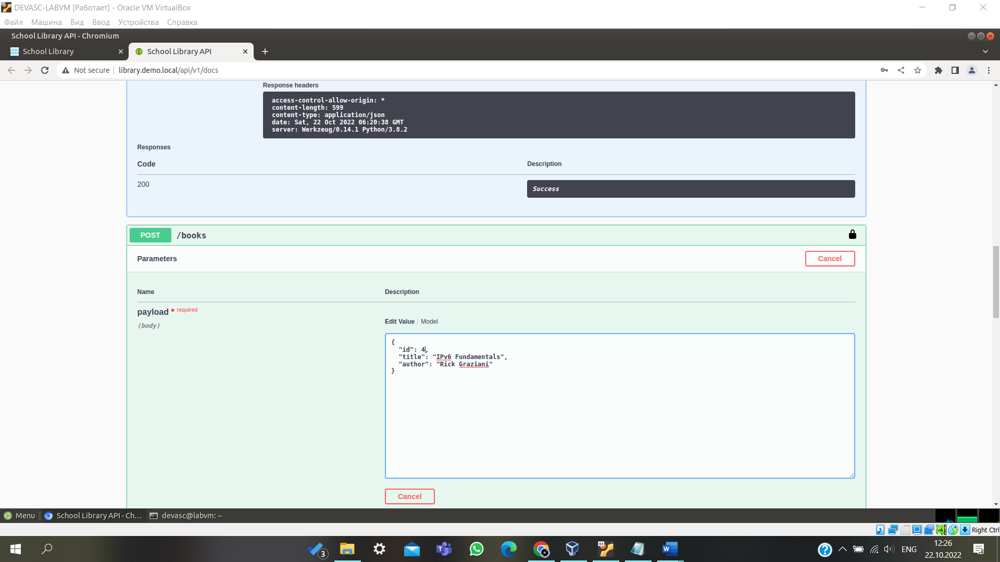 DEVASC-LABVM [Работает] - Oracle VM VirtualBox
Файл Машина Вид Ввод Устройства Справка
School Library API - Chromium
School Library
School Library API
Not secure library.demo.local/api/v1/docs
Response headers
access-control-allow-origin: *
content-length: 599
content-type: application/json
date: Sat, 22 Oct 2022 06:20:38 GMT
server: Werkzeug/0.14.1 Python/3.8.2
Responses
Code Description
200 Success
POST /books
Parameters Cancel
Name Description
payload * required
(body)
Edit Value Model
{
"id": 4,
"title": "IPv6 Fundamentals",
"author": "Rick Graziani"
}
Cancel
Menu School Library API - Ch... devasc@labvm: ~
Right Ctrl
3
64
ENG
12:26
22.10.2022